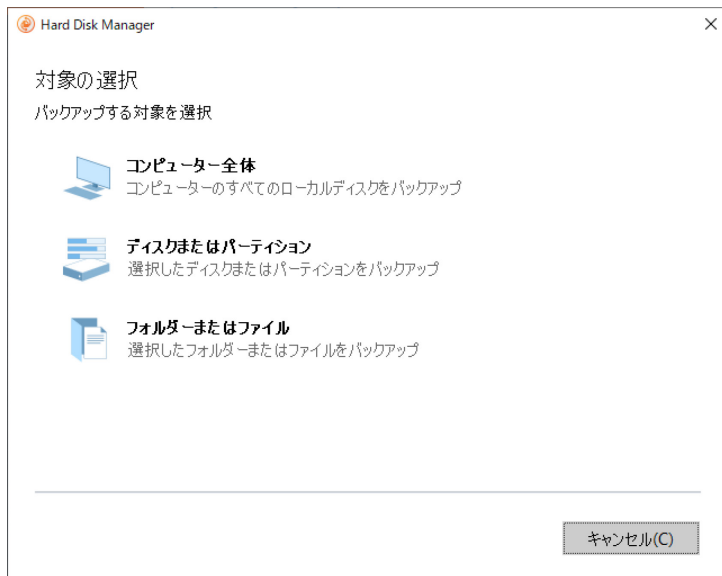 Hard Disk Manager
対象の選択
バックアップする対象を選択
コンピューター全体
コンピューターのすべてのローカルディスクをバックアップ
ディスクまたはパーティション
選択したディスクまたはパーティションをバックアップ
フォルダーまたはファイル
選択したフォルダーまたはファイルをバックアップ
キャンセル(C)